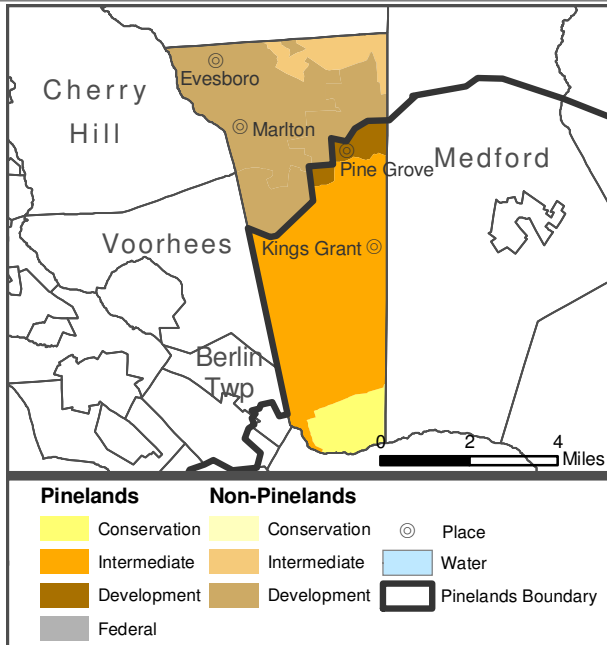 Evesboro
Cherry
Hill
Marlton
Medford
Pine Grove
Voorhees
Kings Grant
Berlin
Twp
0 2 4
Miles
Pinelands Non-Pinelands
Conservation Conservation Place
Intermediate Intermediate Water
Development Development Pinelands Boundary
Federal